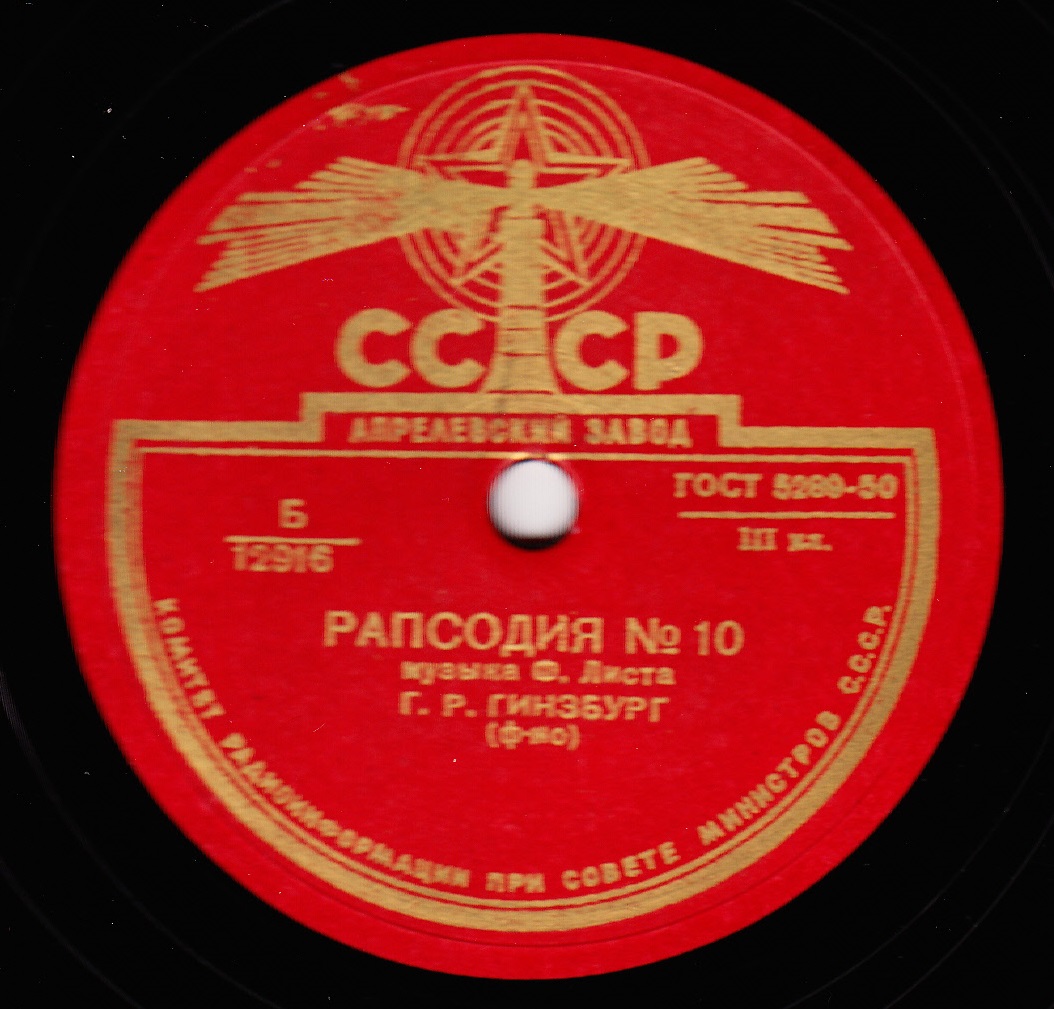 СССР
АПРЕЛЕВСКИЙ ЗАВОД
ГОСТ 5289-50
III кл.
Б
12916
РАПСОДИЯ № 10
музыка Ф. Листа
Г. Р. ГИНЗБУРГ
(ф-но)
КОМИТЕТ РАДИОИНФОРМАЦИИ ПРИ СОВЕТЕ МИНИСТРОВ С.С.С.Р.